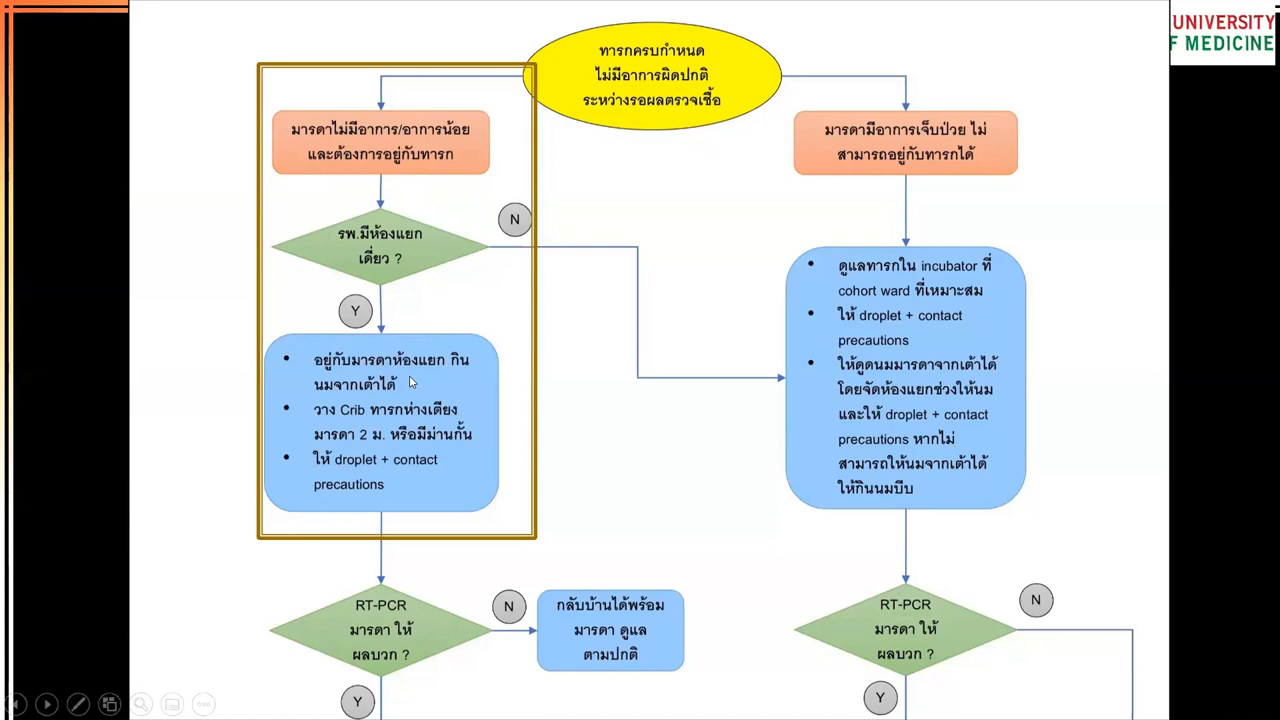 UNIVERSITY
F MEDICINE
ทารกครบกำหนด
ไม่มีอาการผิดปกติ
ระหว่างรอผลตรวจเชื้อ
มารดาไม่มีอาการ/อาการน้อย
และต้องการอยู่กับทารก
มารดามีอาการเจ็บป่วย ไม่
สามารถอยู่กับทารกได้
รพ.มีห้องแยก
เดี่ยว ?
N
Y
• อยู่กับมารดาห้องแยก กิน
นมจากเต้าได้
• วาง Crib ทารกห่างเตียง
มารดา 2 ม. หรือมีม่านกั้น
• ให้ droplet + contact
precautions
• ดูแลทารกใน incubator ที่
cohort ward ที่เหมาะสม
• ให้ droplet + contact
precautions
• ให้ดูดนมมารดาจากเต้าได้
โดยจัดห้องแยกช่วงให้นม
และให้ droplet + contact
precautions หากไม่
สามารถให้นมจากเต้าได้
ให้กินนมบีบ
RT-PCR
มารดา ให้
ผลบวก ?
N
กลับบ้านได้พร้อม
มารดา ดูแล
ตามปกติ
Y
RT-PCR
มารดา ให้
ผลบวก ?
N
Y